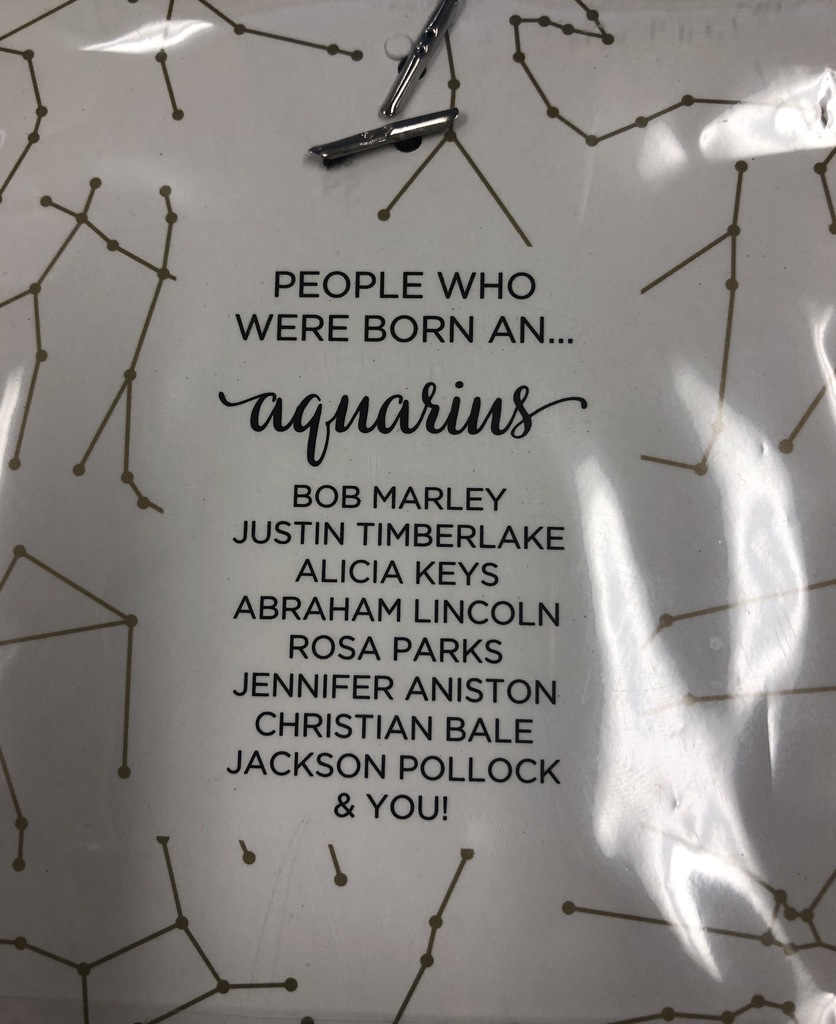 PEOPLE WHO
WERE BORN AN...
aquarius
BOB MARLEY
JUSTIN TIMBERLAKE
ALICIA KEYS
ABRAHAM LINCOLN
ROSA PARKS
JENNIFER ANISTON
CHRISTIAN BALE
JACKSON POLLOCK
& YOU!